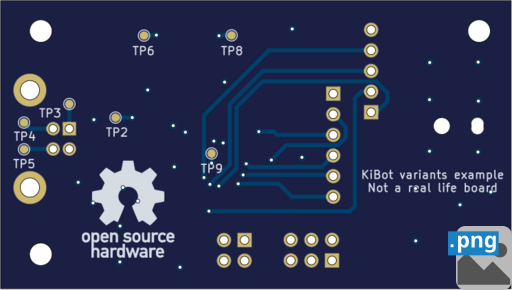 TP6
TP8
TP3
TP4
TP2
TP5
TP9
KiBot variants example
Not a real life board
open source
hardware
.png